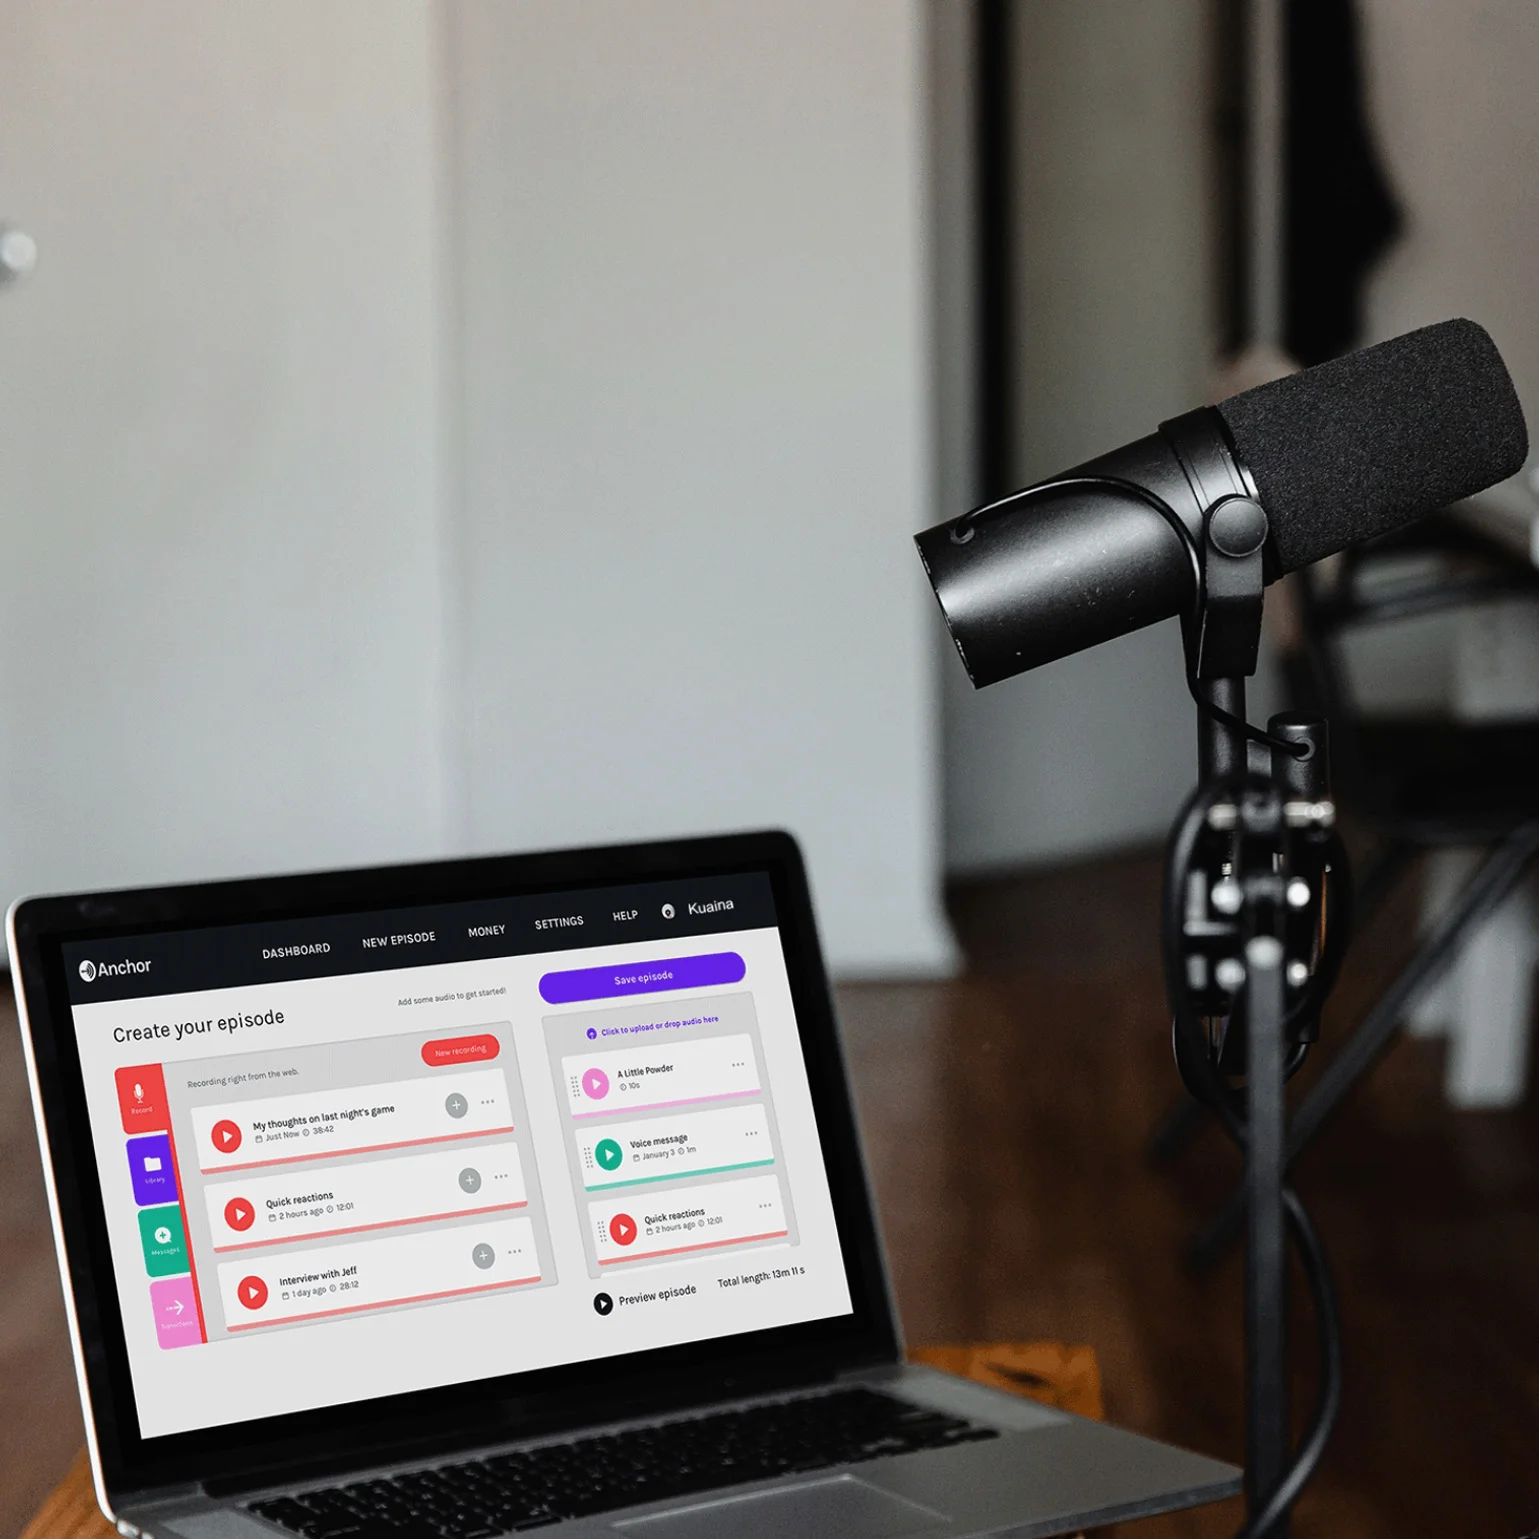 Anchor
DASHBOARD
NEW EPISODE
MONEY
SETTINGS
HELP
Kuaina
Create your episode
Add some audio to get started!
Save episode
Record
Library
Messages
Transitions
Recording right from the web.
New recording
My thoughts on last night's game
Just Now 38:42
Quick reactions
2 hours ago 12:01
Interview with Jeff
1 day ago 28:12
Click to upload or drop audio here
A Little Powder
10s
Voice message
January 3 1m
Quick reactions
2 hours ago 12:01
Preview episode
Total length: 13m 11 s